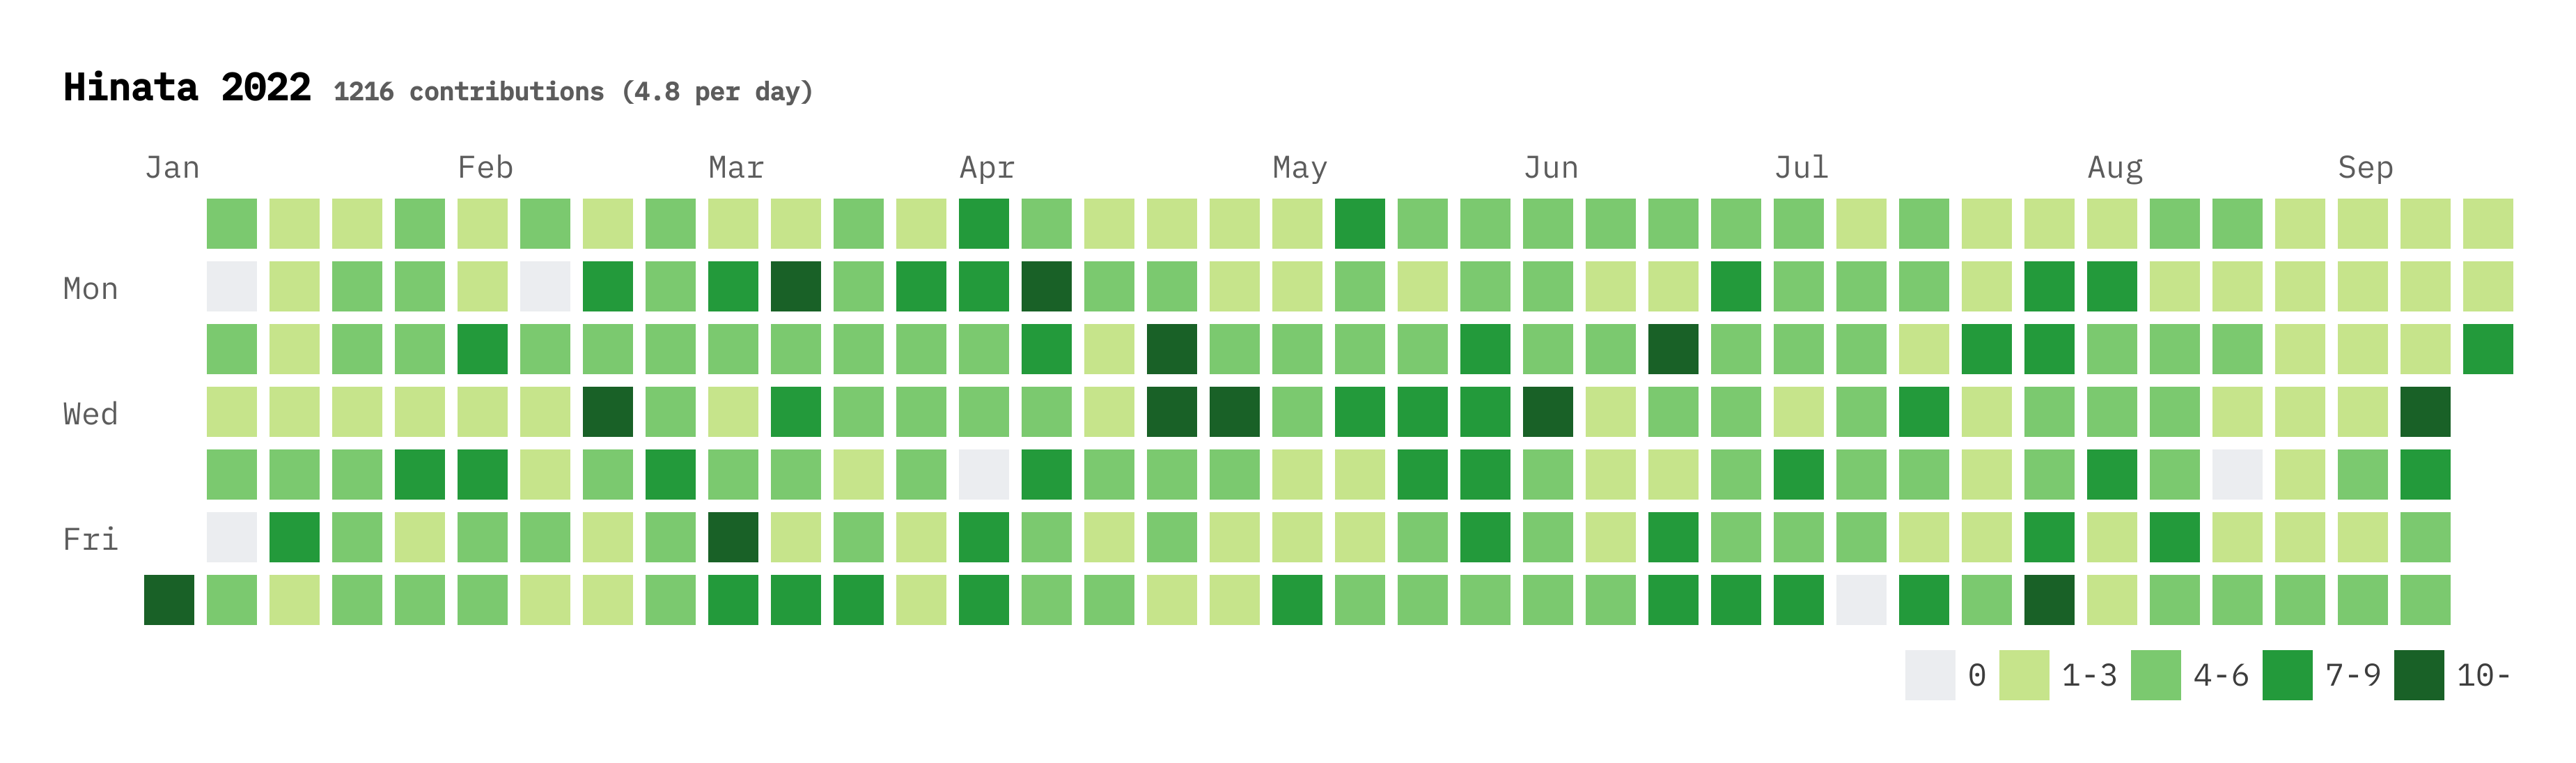 Hinata 2022 1216 contributions (4.8 per day)
Jan Feb Mar Apr May Jun Jul Aug Sep
Mon
Wed
Fri
0 1-3 4-6 7-9 10-